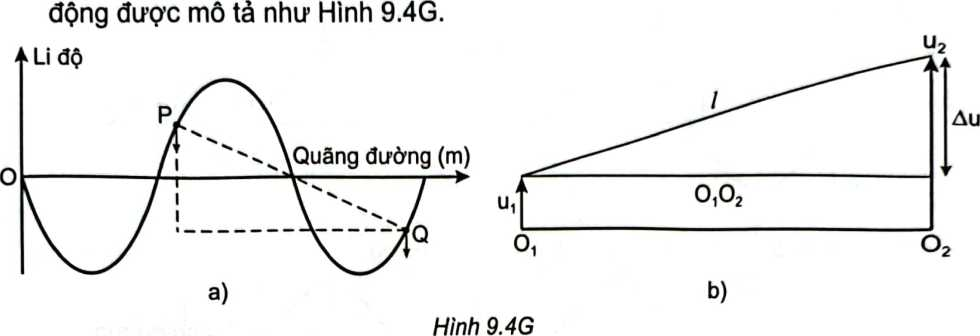 động được mô tả như Hình 9.4G.
Li độ
P
O
Quãng đường (m)
Q
a)
u₂
l
Δu
u₁
O₁O₂
O₁
O₂
b)
Hình 9.4G